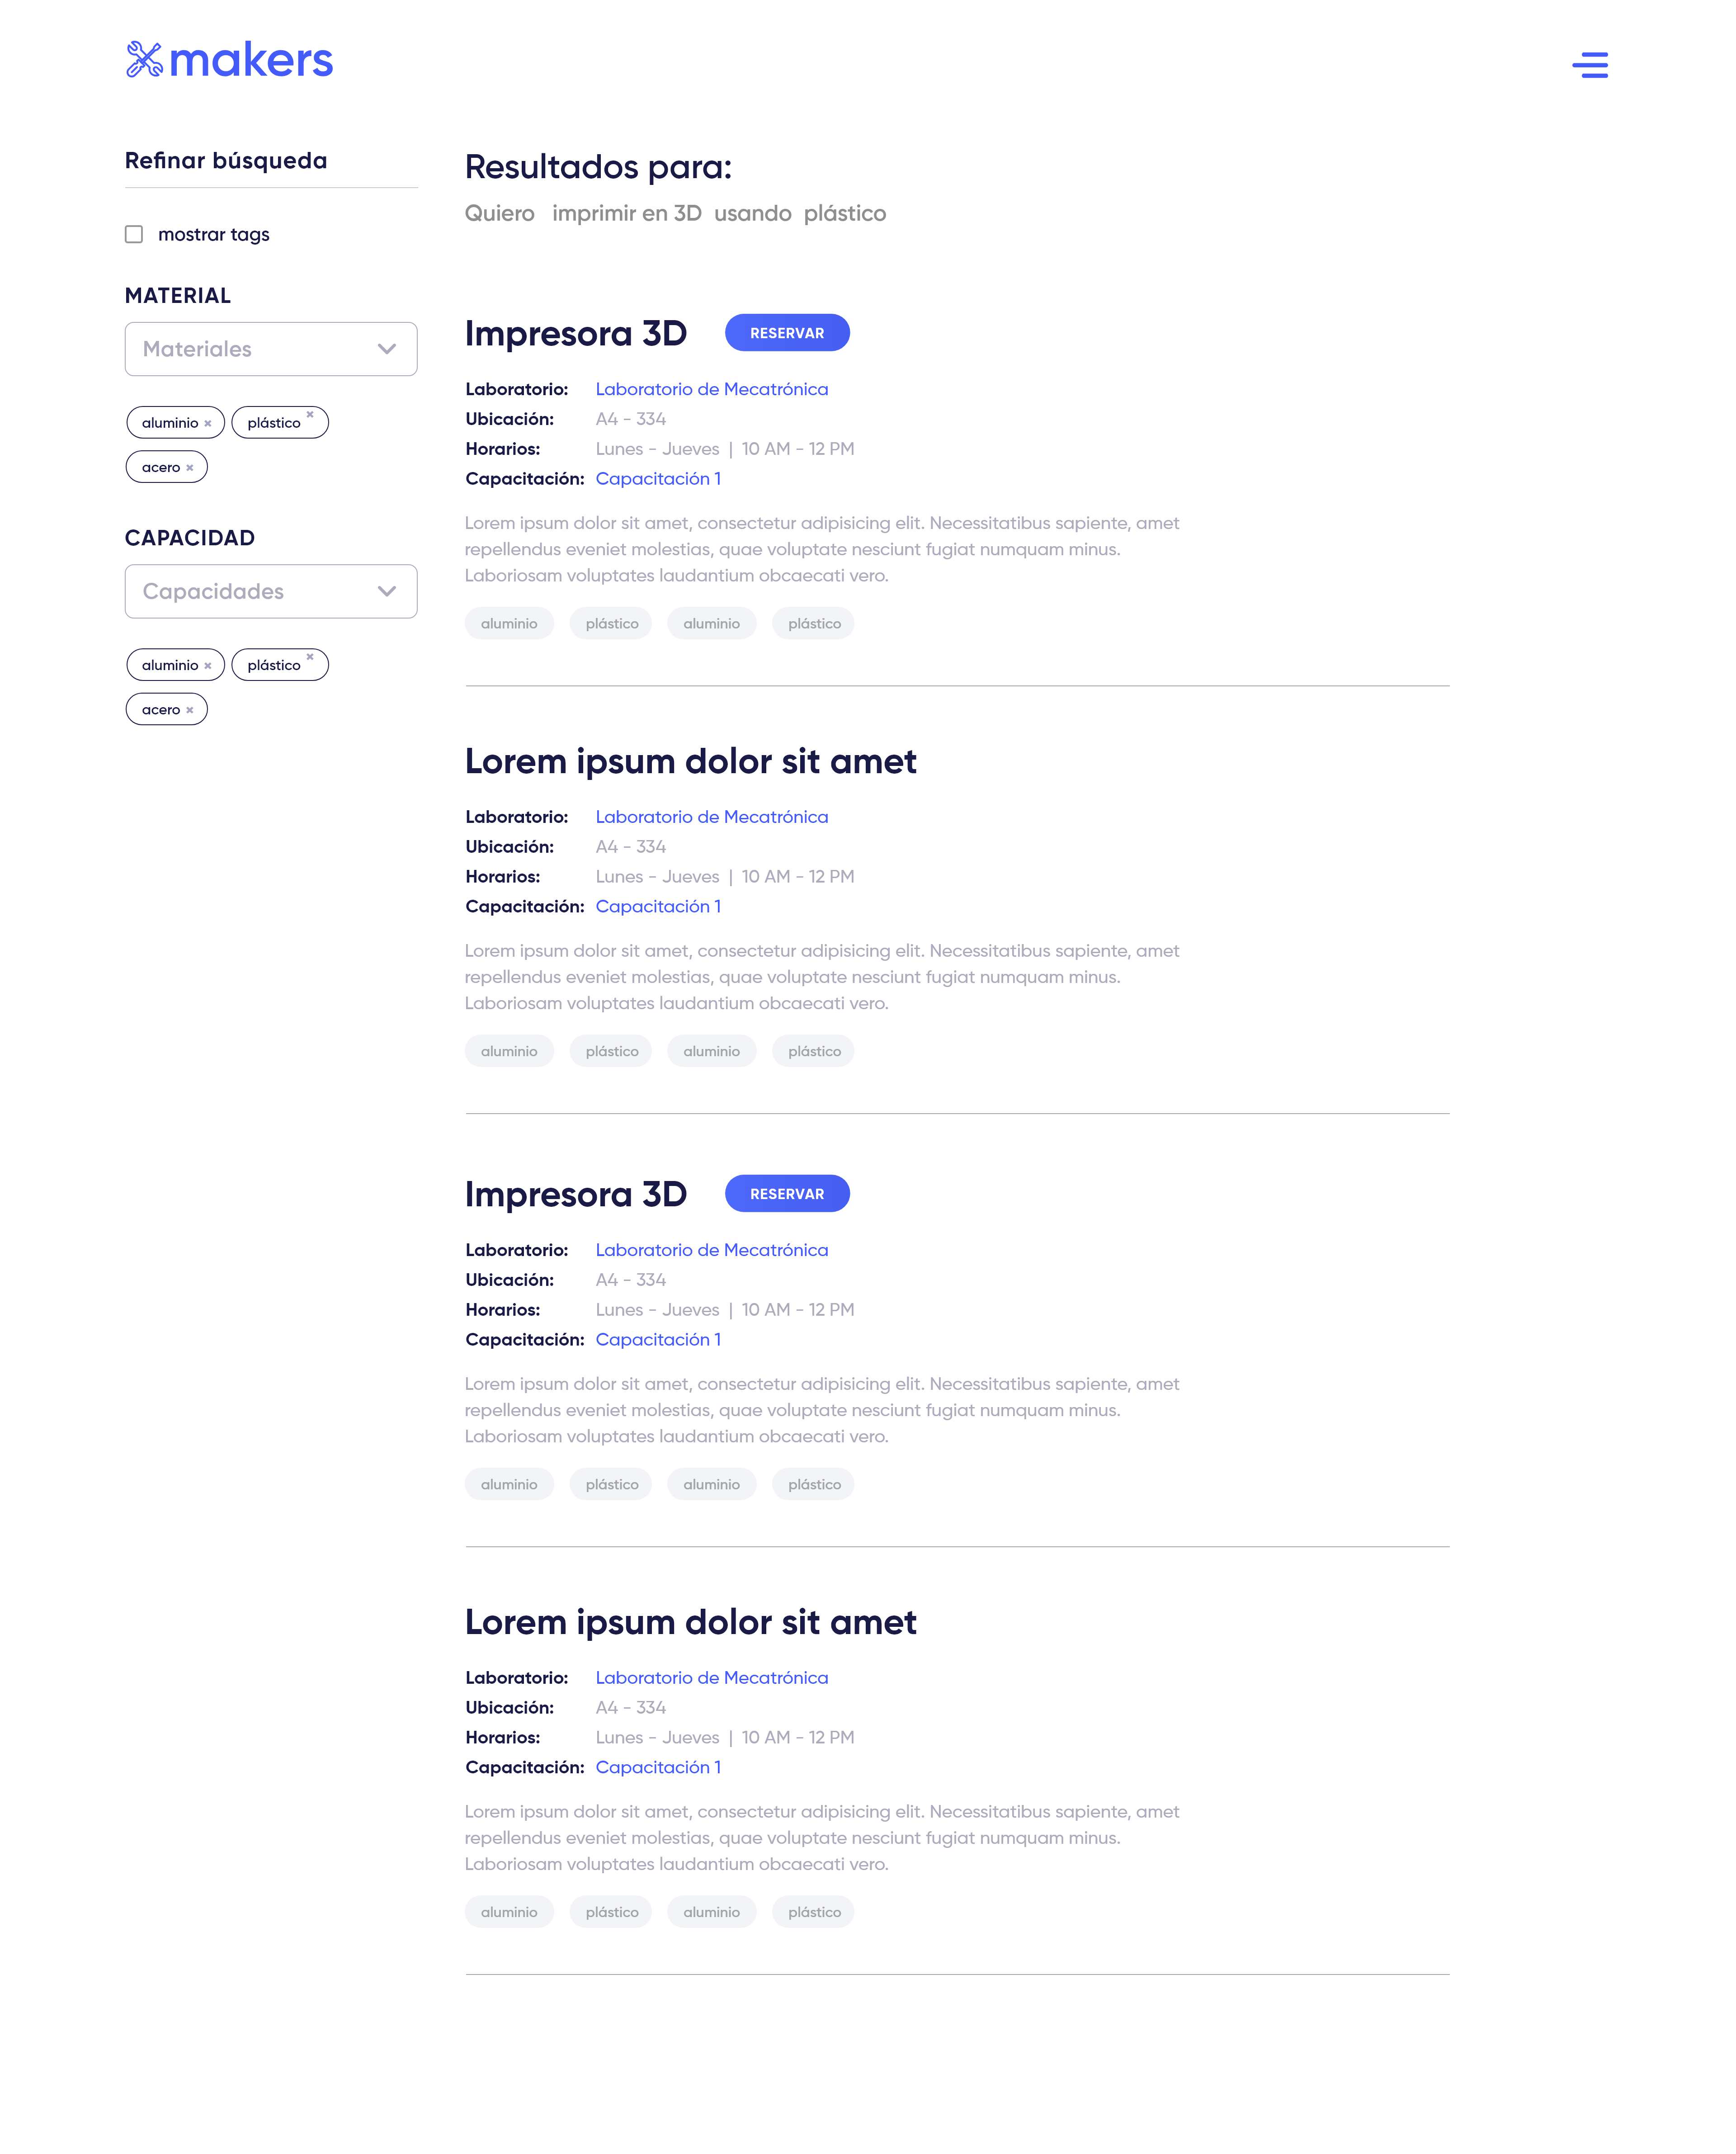 makers
Refinar búsqueda
mostrar tags
MATERIAL
Materiales
aluminio × plástico ×
acero ×
CAPACIDAD
Capacidades
aluminio × plástico ×
acero ×
Resultados para:
Quiero imprimir en 3D usando plástico
Impresora 3D RESERVAR
Laboratorio: Laboratorio de Mecatrónica
Ubicación: A4 - 334
Horarios: Lunes - Jueves | 10 AM - 12 PM
Capacitación: Capacitación 1
Lorem ipsum dolor sit amet, consectetur adipisicing elit. Necessitatibus sapiente, amet
repellendus eveniet molestias, quae voluptate nesciunt fugiat numquam minus.
Laboriosam voluptates laudantium obcaecati vero.
aluminio plástico aluminio plástico
Lorem ipsum dolor sit amet
Laboratorio: Laboratorio de Mecatrónica
Ubicación: A4 - 334
Horarios: Lunes - Jueves | 10 AM - 12 PM
Capacitación: Capacitación 1
Lorem ipsum dolor sit amet, consectetur adipisicing elit. Necessitatibus sapiente, amet
repellendus eveniet molestias, quae voluptate nesciunt fugiat numquam minus.
Laboriosam voluptates laudantium obcaecati vero.
aluminio plástico aluminio plástico
Impresora 3D RESERVAR
Laboratorio: Laboratorio de Mecatrónica
Ubicación: A4 - 334
Horarios: Lunes - Jueves | 10 AM - 12 PM
Capacitación: Capacitación 1
Lorem ipsum dolor sit amet, consectetur adipisicing elit. Necessitatibus sapiente, amet
repellendus eveniet molestias, quae voluptate nesciunt fugiat numquam minus.
Laboriosam voluptates laudantium obcaecati vero.
aluminio plástico aluminio plástico
Lorem ipsum dolor sit amet
Laboratorio: Laboratorio de Mecatrónica
Ubicación: A4 - 334
Horarios: Lunes - Jueves | 10 AM - 12 PM
Capacitación: Capacitación 1
Lorem ipsum dolor sit amet, consectetur adipisicing elit. Necessitatibus sapiente, amet
repellendus eveniet molestias, quae voluptate nesciunt fugiat numquam minus.
Laboriosam voluptates laudantium obcaecati vero.
aluminio plástico aluminio plástico